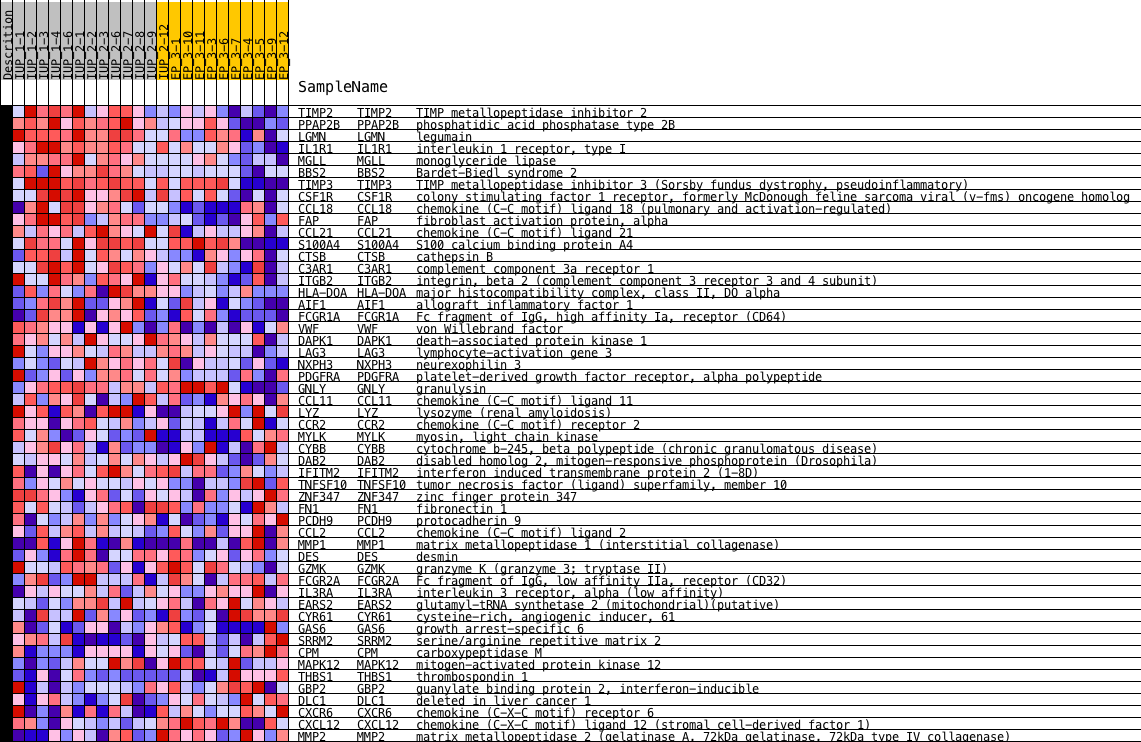 Descrition
IUP_1-1
IUP_1-2
IUP_1-3
IUP_1-4
IUP_1-6
IUP_2-1
IUP_2-2
IUP_2-3
IUP_2-6
IUP_2-7
IUP_2-8
IUP_2-9
IUP_2-12
EP_3-1
EP_3-10
EP_3-11
EP_3-3
EP_3-6
EP_3-7
EP_3-4
EP_3-5
EP_3-9
EP_3-12
SampleName
TIMP2 TIMP2 TIMP metallopeptidase inhibitor 2
PPAP2B PPAP2B phosphatidic acid phosphatase type 2B
LGMN LGMN legumain
IL1R1 IL1R1 interleukin 1 receptor, type I
MGLL MGLL monoglyceride lipase
BBS2 BBS2 Bardet-Biedl syndrome 2
TIMP3 TIMP3 TIMP metallopeptidase inhibitor 3 (Sorsby fundus dystrophy, pseudoinflammatory)
CSF1R CSF1R colony stimulating factor 1 receptor, formerly McDonough feline sarcoma viral (v-fms) oncogene homolog
CCL18 CCL18 chemokine (C-C motif) ligand 18 (pulmonary and activation-regulated)
FAP FAP fibroblast activation protein, alpha
CCL21 CCL21 chemokine (C-C motif) ligand 21
S100A4 S100A4 S100 calcium binding protein A4
CTSB CTSB cathepsin B
C3AR1 C3AR1 complement component 3a receptor 1
ITGB2 ITGB2 integrin, beta 2 (complement component 3 receptor 3 and 4 subunit)
HLA-DOA HLA-DOA major histocompatibility complex, class II, DO alpha
AIF1 AIF1 allograft inflammatory factor 1
FCGR1A FCGR1A Fc fragment of IgG, high affinity Ia, receptor (CD64)
VWF VWF von Willebrand factor
DAPK1 DAPK1 death-associated protein kinase 1
LAG3 LAG3 lymphocyte-activation gene 3
NXPH3 NXPH3 neurexophilin 3
PDGFRA PDGFRA platelet-derived growth factor receptor, alpha polypeptide
GNLY GNLY granulysin
CCL11 CCL11 chemokine (C-C motif) ligand 11
LYZ LYZ lysozyme (renal amyloidosis)
CCR2 CCR2 chemokine (C-C motif) receptor 2
MYLK MYLK myosin, light chain kinase
CYBB CYBB cytochrome b-245, beta polypeptide (chronic granulomatous disease)
DAB2 DAB2 disabled homolog 2, mitogen-responsive phosphoprotein (Drosophila)
IFITM2 IFITM2 interferon induced transmembrane protein 2 (1-8D)
TNFSF10 TNFSF10 tumor necrosis factor (ligand) superfamily, member 10
ZNF347 ZNF347 zinc finger protein 347
FN1 FN1 fibronectin 1
PCDH9 PCDH9 protocadherin 9
CCL2 CCL2 chemokine (C-C motif) ligand 2
MMP1 MMP1 matrix metallopeptidase 1 (interstitial collagenase)
DES DES desmin
GZMK GZMK granzyme K (granzyme 3; tryptase II)
FCGR2A FCGR2A Fc fragment of IgG, low affinity IIa, receptor (CD32)
IL3RA IL3RA interleukin 3 receptor, alpha (low affinity)
EARS2 EARS2 glutamyl-tRNA synthetase 2 (mitochondrial)(putative)
CYR61 CYR61 cysteine-rich, angiogenic inducer, 61
GAS6 GAS6 growth arrest-specific 6
SRRM2 SRRM2 serine/arginine repetitive matrix 2
CPM CPM carboxypeptidase M
MAPK12 MAPK12 mitogen-activated protein kinase 12
THBS1 THBS1 thrombospondin 1
GBP2 GBP2 guanylate binding protein 2, interferon-inducible
DLC1 DLC1 deleted in liver cancer 1
CXCR6 CXCR6 chemokine (C-X-C motif) receptor 6
CXCL12 CXCL12 chemokine (C-X-C motif) ligand 12 (stromal cell-derived factor 1)
MMP2 MMP2 matrix metallopeptidase 2 (gelatinase A, 72kDa gelatinase, 72kDa type IV collagenase)